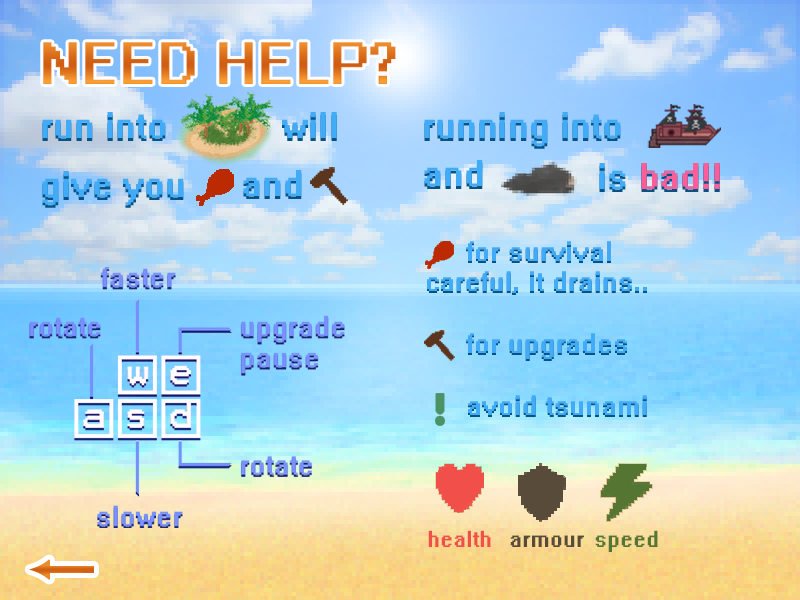 NEED HELP?
run into will
give you and
running into
and is bad!!
for survival
careful, it drains..
for upgrades
avoid tsunami
faster
rotate
upgrade
pause
w e
a s d
rotate
slower
health armour speed